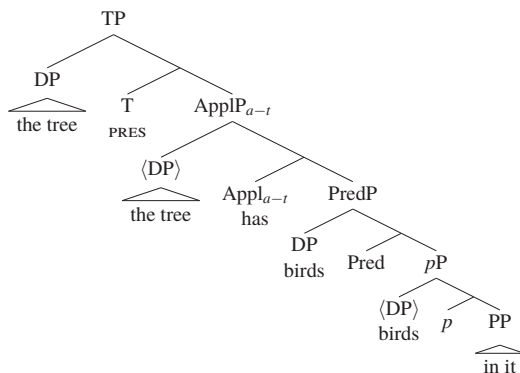 TP
DP
the tree
T
PRES
ApplP_{a−t}
⟨DP⟩
the tree
Appl_{a−t}
has
PredP
DP
birds
Pred
pP
⟨DP⟩
birds
p
PP
in it